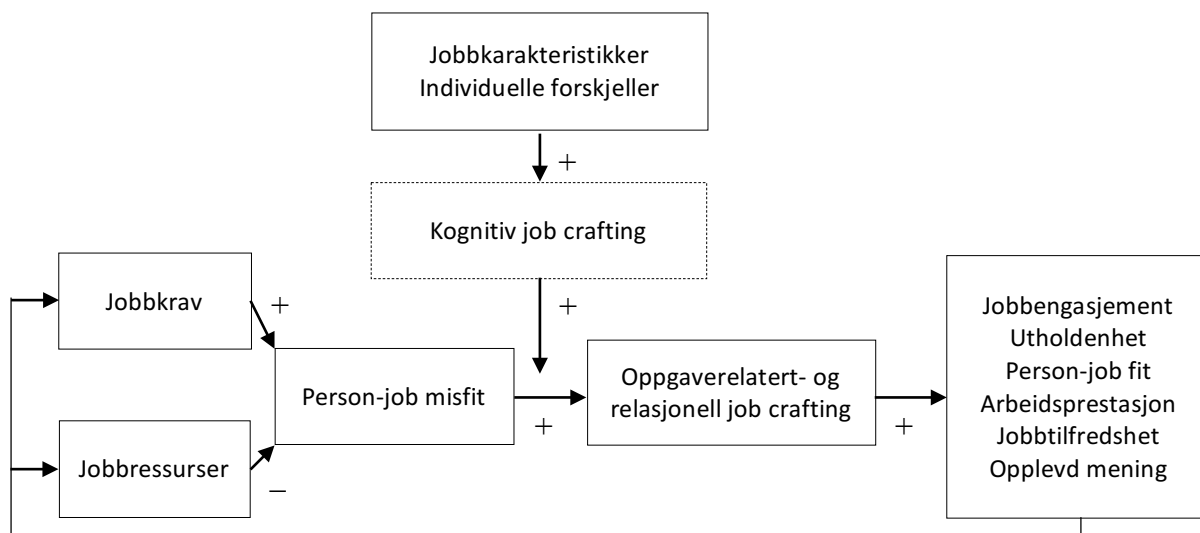 Jobbkarakteristikker
Individuelle forskjeller
+
Kognitiv job crafting
+
Jobbkrav
+
Jobbressurser
−
Person-job misfit
+
Oppgaverelatert- og
relasjonell job crafting
+
Jobbengasjement
Utholdenhet
Person-job fit
Arbeidsprestasjon
Jobbtilfredshet
Opplevd mening